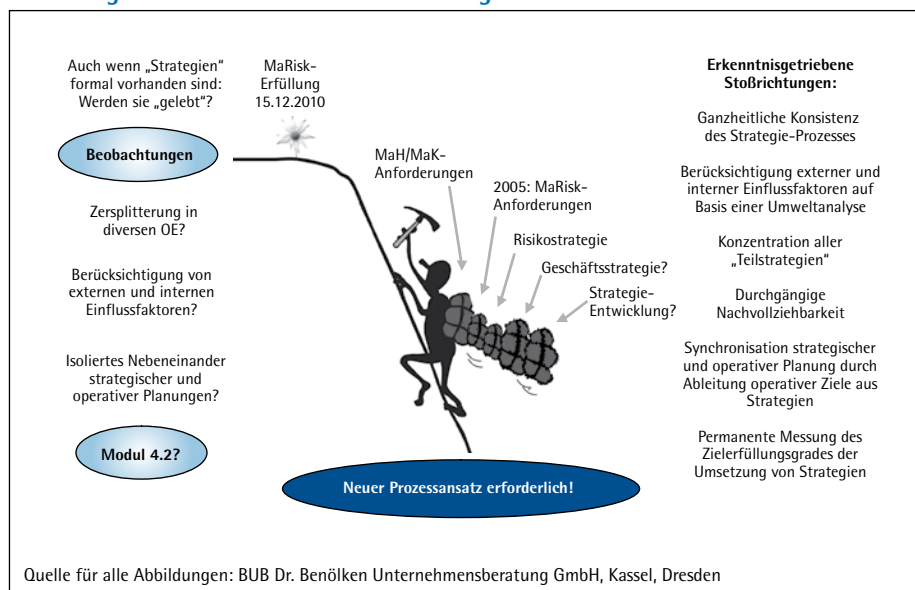 Auch wenn „Strategien“
formal vorhanden sind:
Werden sie „gelebt“?
Beobachtungen
Zersplitterung in
diversen OE?
Berücksichtigung von
externen und internen
Einflussfaktoren?
Isoliertes Nebeneinander
strategischer und
operativer Planungen?
Modul 4.2?
MaRisk-
Erfüllung
15.12.2010
MaH/MaK-
Anforderungen
2005: MaRisk-
Anforderungen
Risikostrategie
Geschäftsstrategie?
Strategie-
Entwicklung?
Neuer Prozessansatz erforderlich!
Erkenntnisgetriebene
Stoßrichtungen:
Ganzheitliche Konsistenz
des Strategie-Prozesses
Berücksichtigung externer und
interner Einflussfaktoren auf
Basis einer Umweltanalyse
Konzentration aller
„Teilstrategien“
Durchgängige
Nachvollziehbarkeit
Synchronisation strategischer
und operativer Planung durch
Ableitung operativer Ziele aus
Strategien
Permanente Messung des
Zielerfüllungsgrades der
Umsetzung von Strategien
Quelle für alle Abbildungen: BUB Dr. Benölken Unternehmensberatung GmbH, Kassel, Dresden